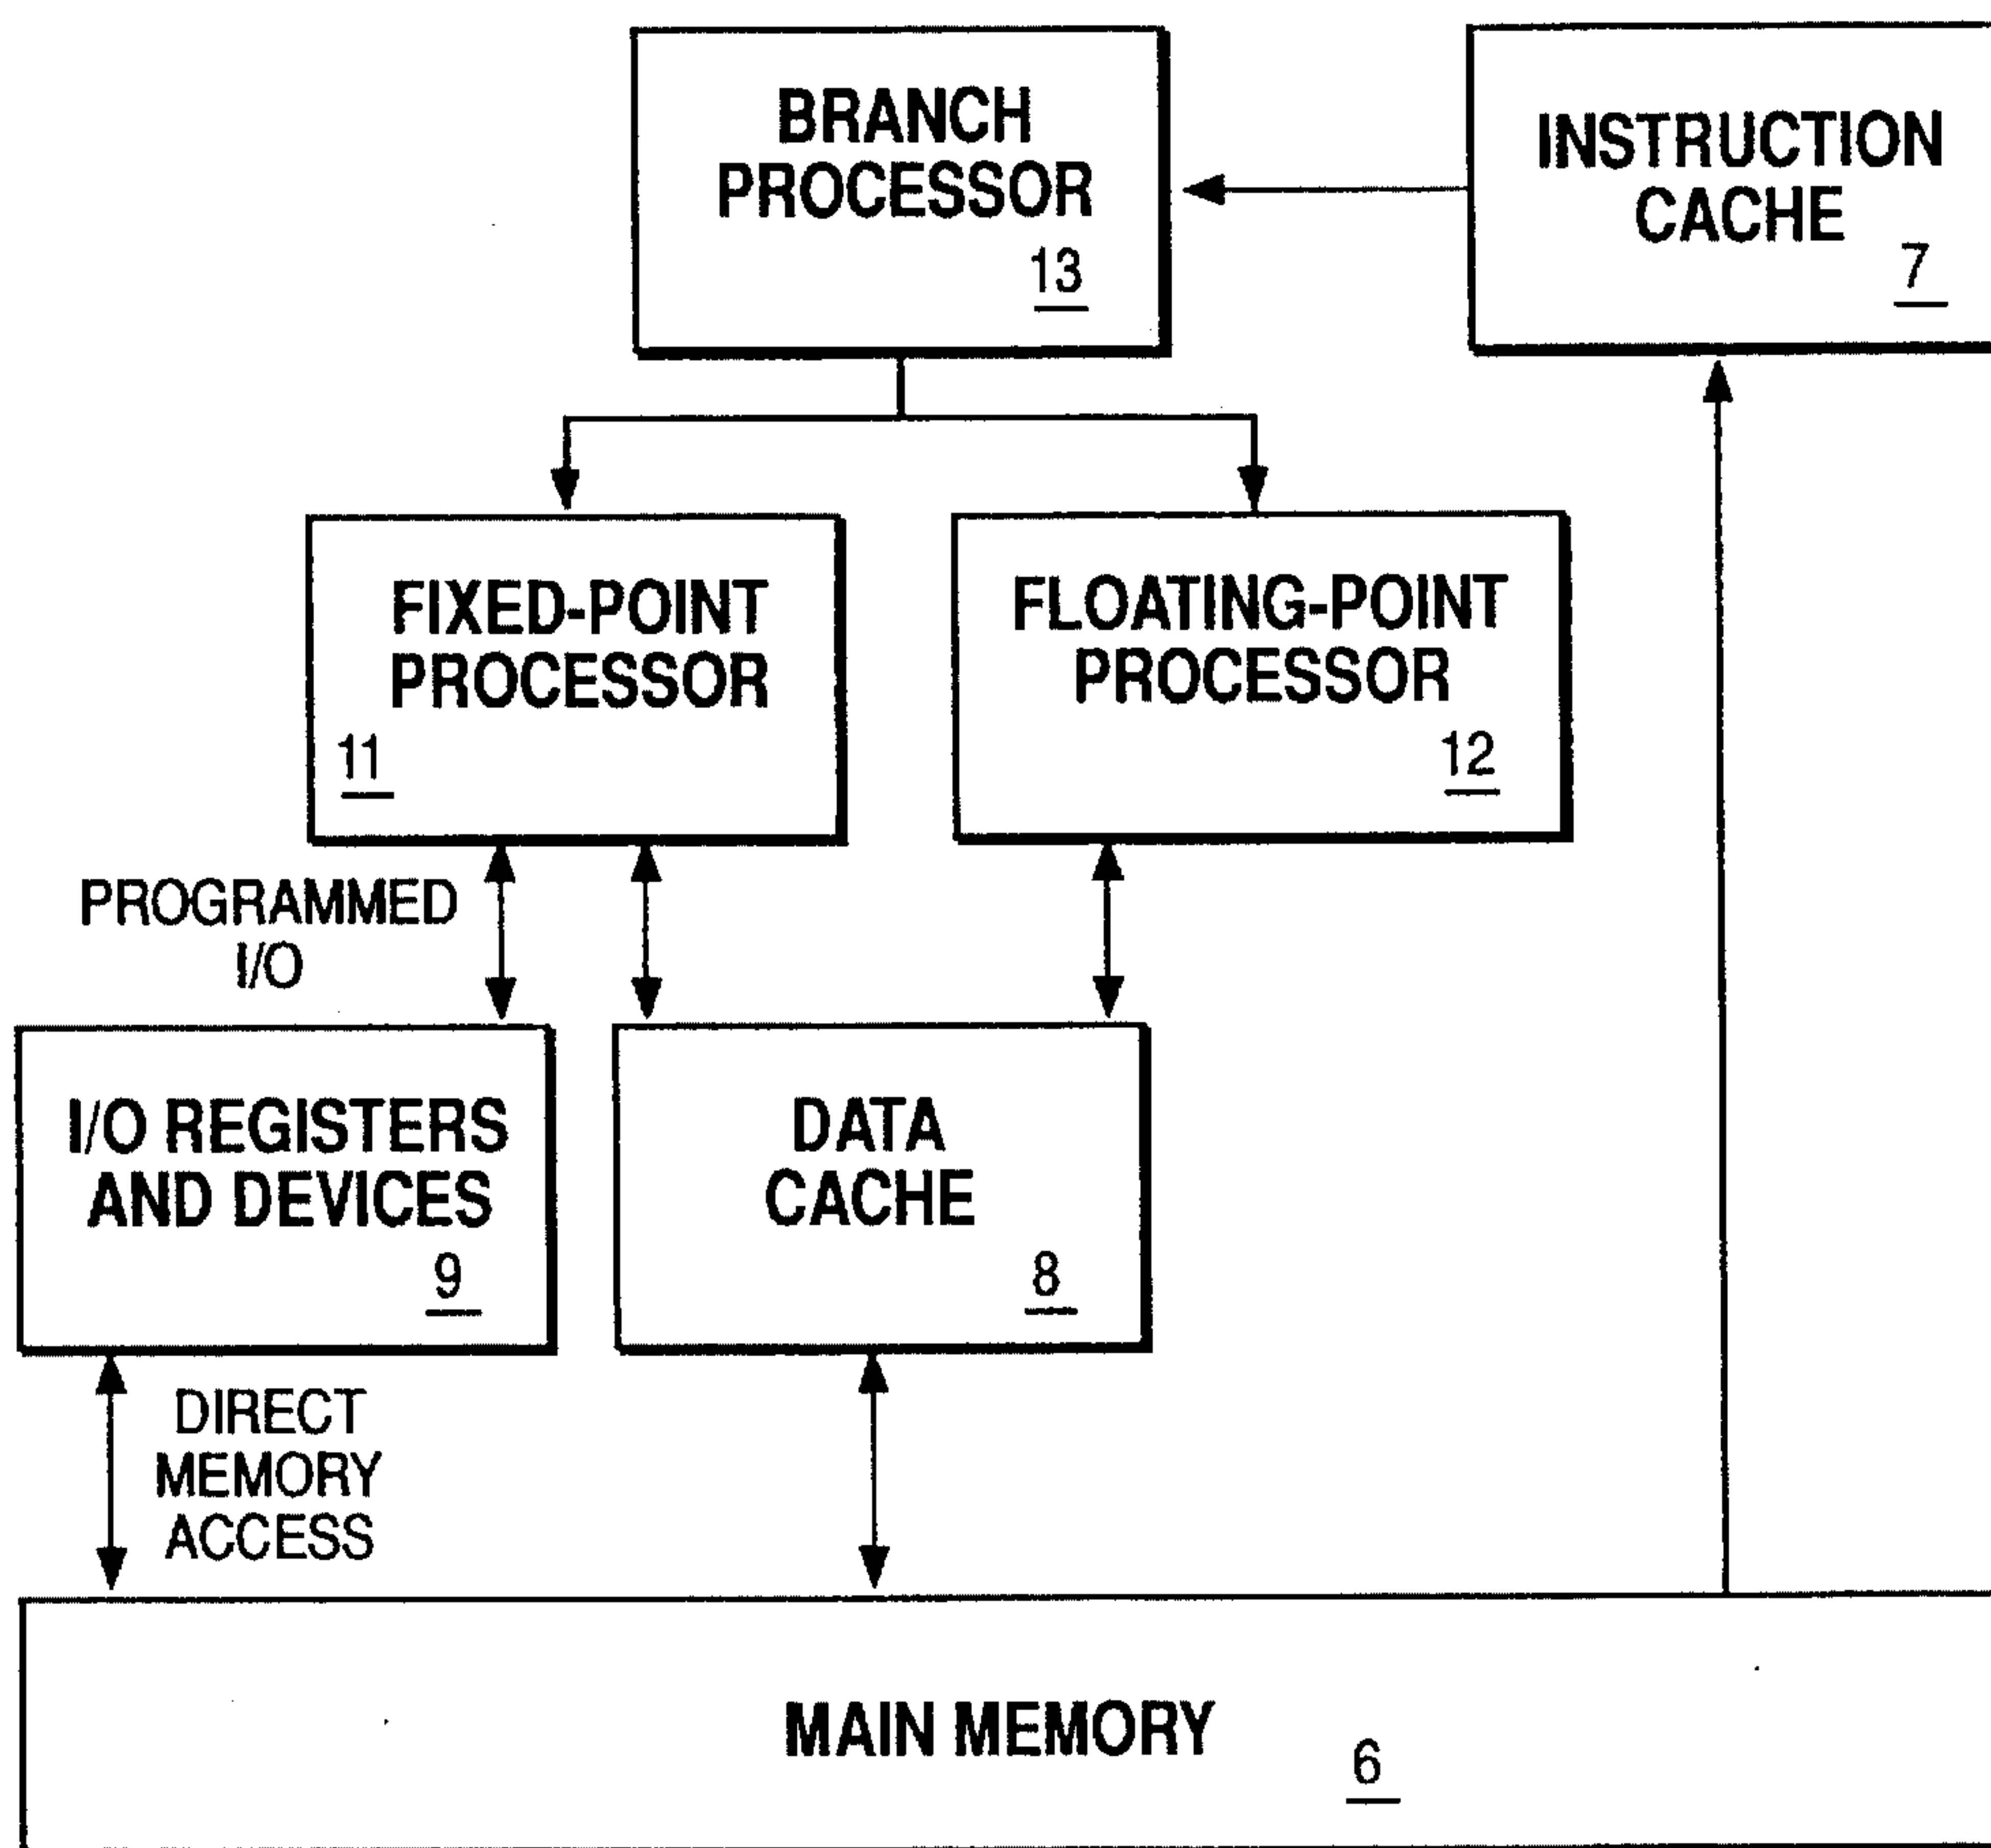 BRANCH
PROCESSOR
13
INSTRUCTION
CACHE
7
FIXED-POINT
PROCESSOR
11
FLOATING-POINT
PROCESSOR
12
PROGRAMMED
I/O
I/O REGISTERS
AND DEVICES
9
DATA
CACHE
8
DIRECT
MEMORY
ACCESS
MAIN MEMORY
6